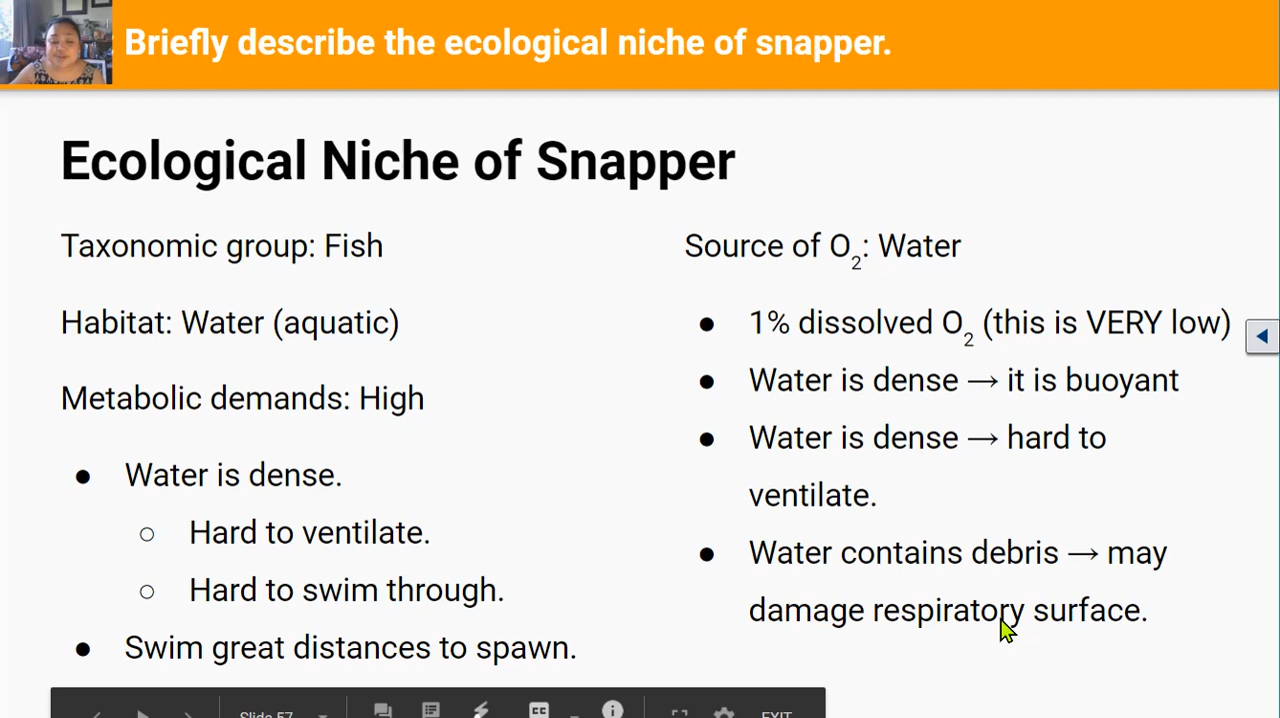 Briefly describe the ecological niche of snapper.
Ecological Niche of Snapper
Taxonomic group: Fish
Habitat: Water (aquatic)
Metabolic demands: High
● Water is dense.
○ Hard to ventilate.
○ Hard to swim through.
● Swim great distances to spawn.
Source of O₂: Water
● 1% dissolved O₂ (this is VERY low)
● Water is dense → it is buoyant
● Water is dense → hard to
ventilate.
● Water contains debris → may
damage respiratory surface.
Slide 57
CC
EXIT